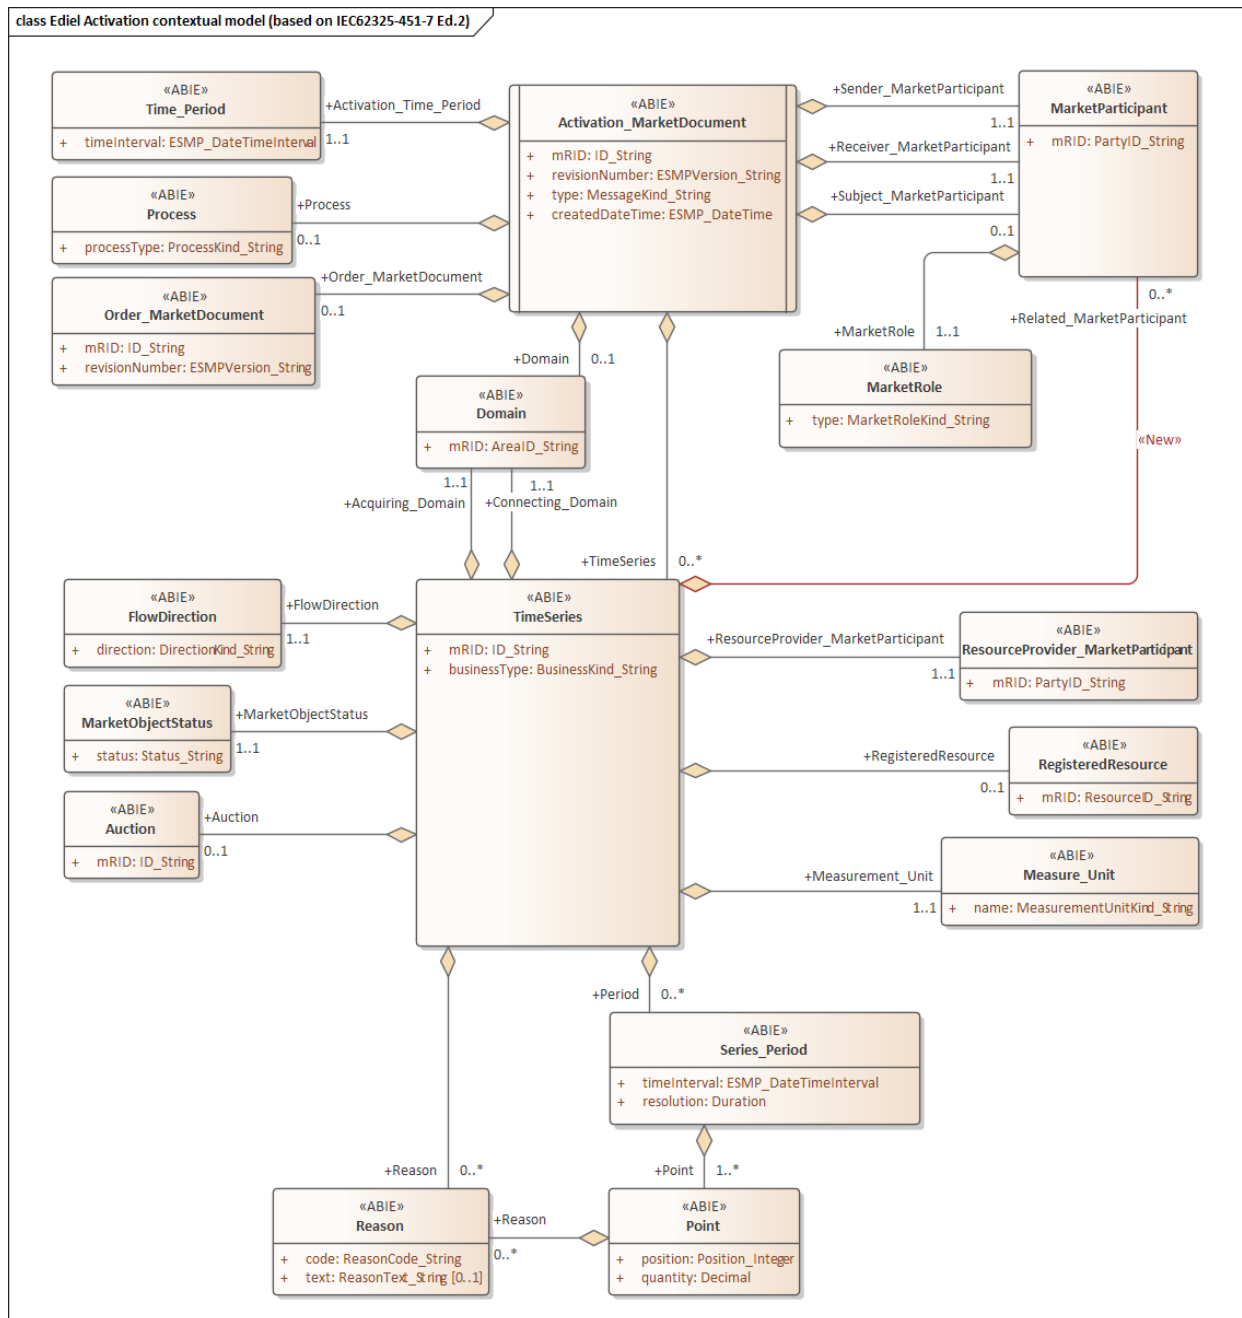 class Ediel Activation contextual model (based on IEC62325-451-7 Ed.2)
«ABIE»
Time_Period
+ timeInterval: ESMP_DateTimeInterval
+Activation_Time_Period
1..1
«ABIE»
Activation_MarketDocument
+ mRID: ID_String
+ revisionNumber: ESMPVersion_String
+ type: MessageKind_String
+ createdDateTime: ESMP_DateTime
+Sender_MarketParticipant
1..1
+Receiver_MarketParticipant
1..1
+Subject_MarketParticipant
0..1
«ABIE»
MarketParticipant
+ mRID: PartyID_String
«ABIE»
Process
+ processType: ProcessKind_String
+Process
0..1
«ABIE»
Order_MarketDocument
+ mRID: ID_String
+ revisionNumber: ESMPVersion_String
+Order_MarketDocument
0..1
0..*
+Related_MarketParticipant
+MarketRole
1..1
«ABIE»
MarketRole
+ type: MarketRoleKind_String
«New»
+Domain
0..1
«ABIE»
Domain
+ mRID: AreaID_String
1..1
+Acquiring_Domain
1..1
+Connecting_Domain
+TimeSeries
0..*
«ABIE»
FlowDirection
+ direction: DirectionKind_String
+FlowDirection
1..1
«ABIE»
TimeSeries
+ mRID: ID_String
+ businessType: BusinessKind_String
+ResourceProvider_MarketParticipant
1..1
«ABIE»
ResourceProvider_MarketParticipant
+ mRID: PartyID_String
«ABIE»
MarketObjectStatus
+ status: Status_String
+MarketObjectStatus
1..1
+RegisteredResource
0..1
«ABIE»
RegisteredResource
+ mRID: ResourceID_String
«ABIE»
Auction
+ mRID: ID_String
+Auction
0..1
+Measurement_Unit
1..1
«ABIE»
Measure_Unit
+ name: MeasurementUnitKind_String
+Period
0..*
«ABIE»
Series_Period
+ timeInterval: ESMP_DateTimeInterval
+ resolution: Duration
+Reason
0..*
+Point
1..*
«ABIE»
Reason
+ code: ReasonCode_String
+ text: ReasonText_String [0..1]
+Reason
0..*
«ABIE»
Point
+ position: Position_Integer
+ quantity: Decimal